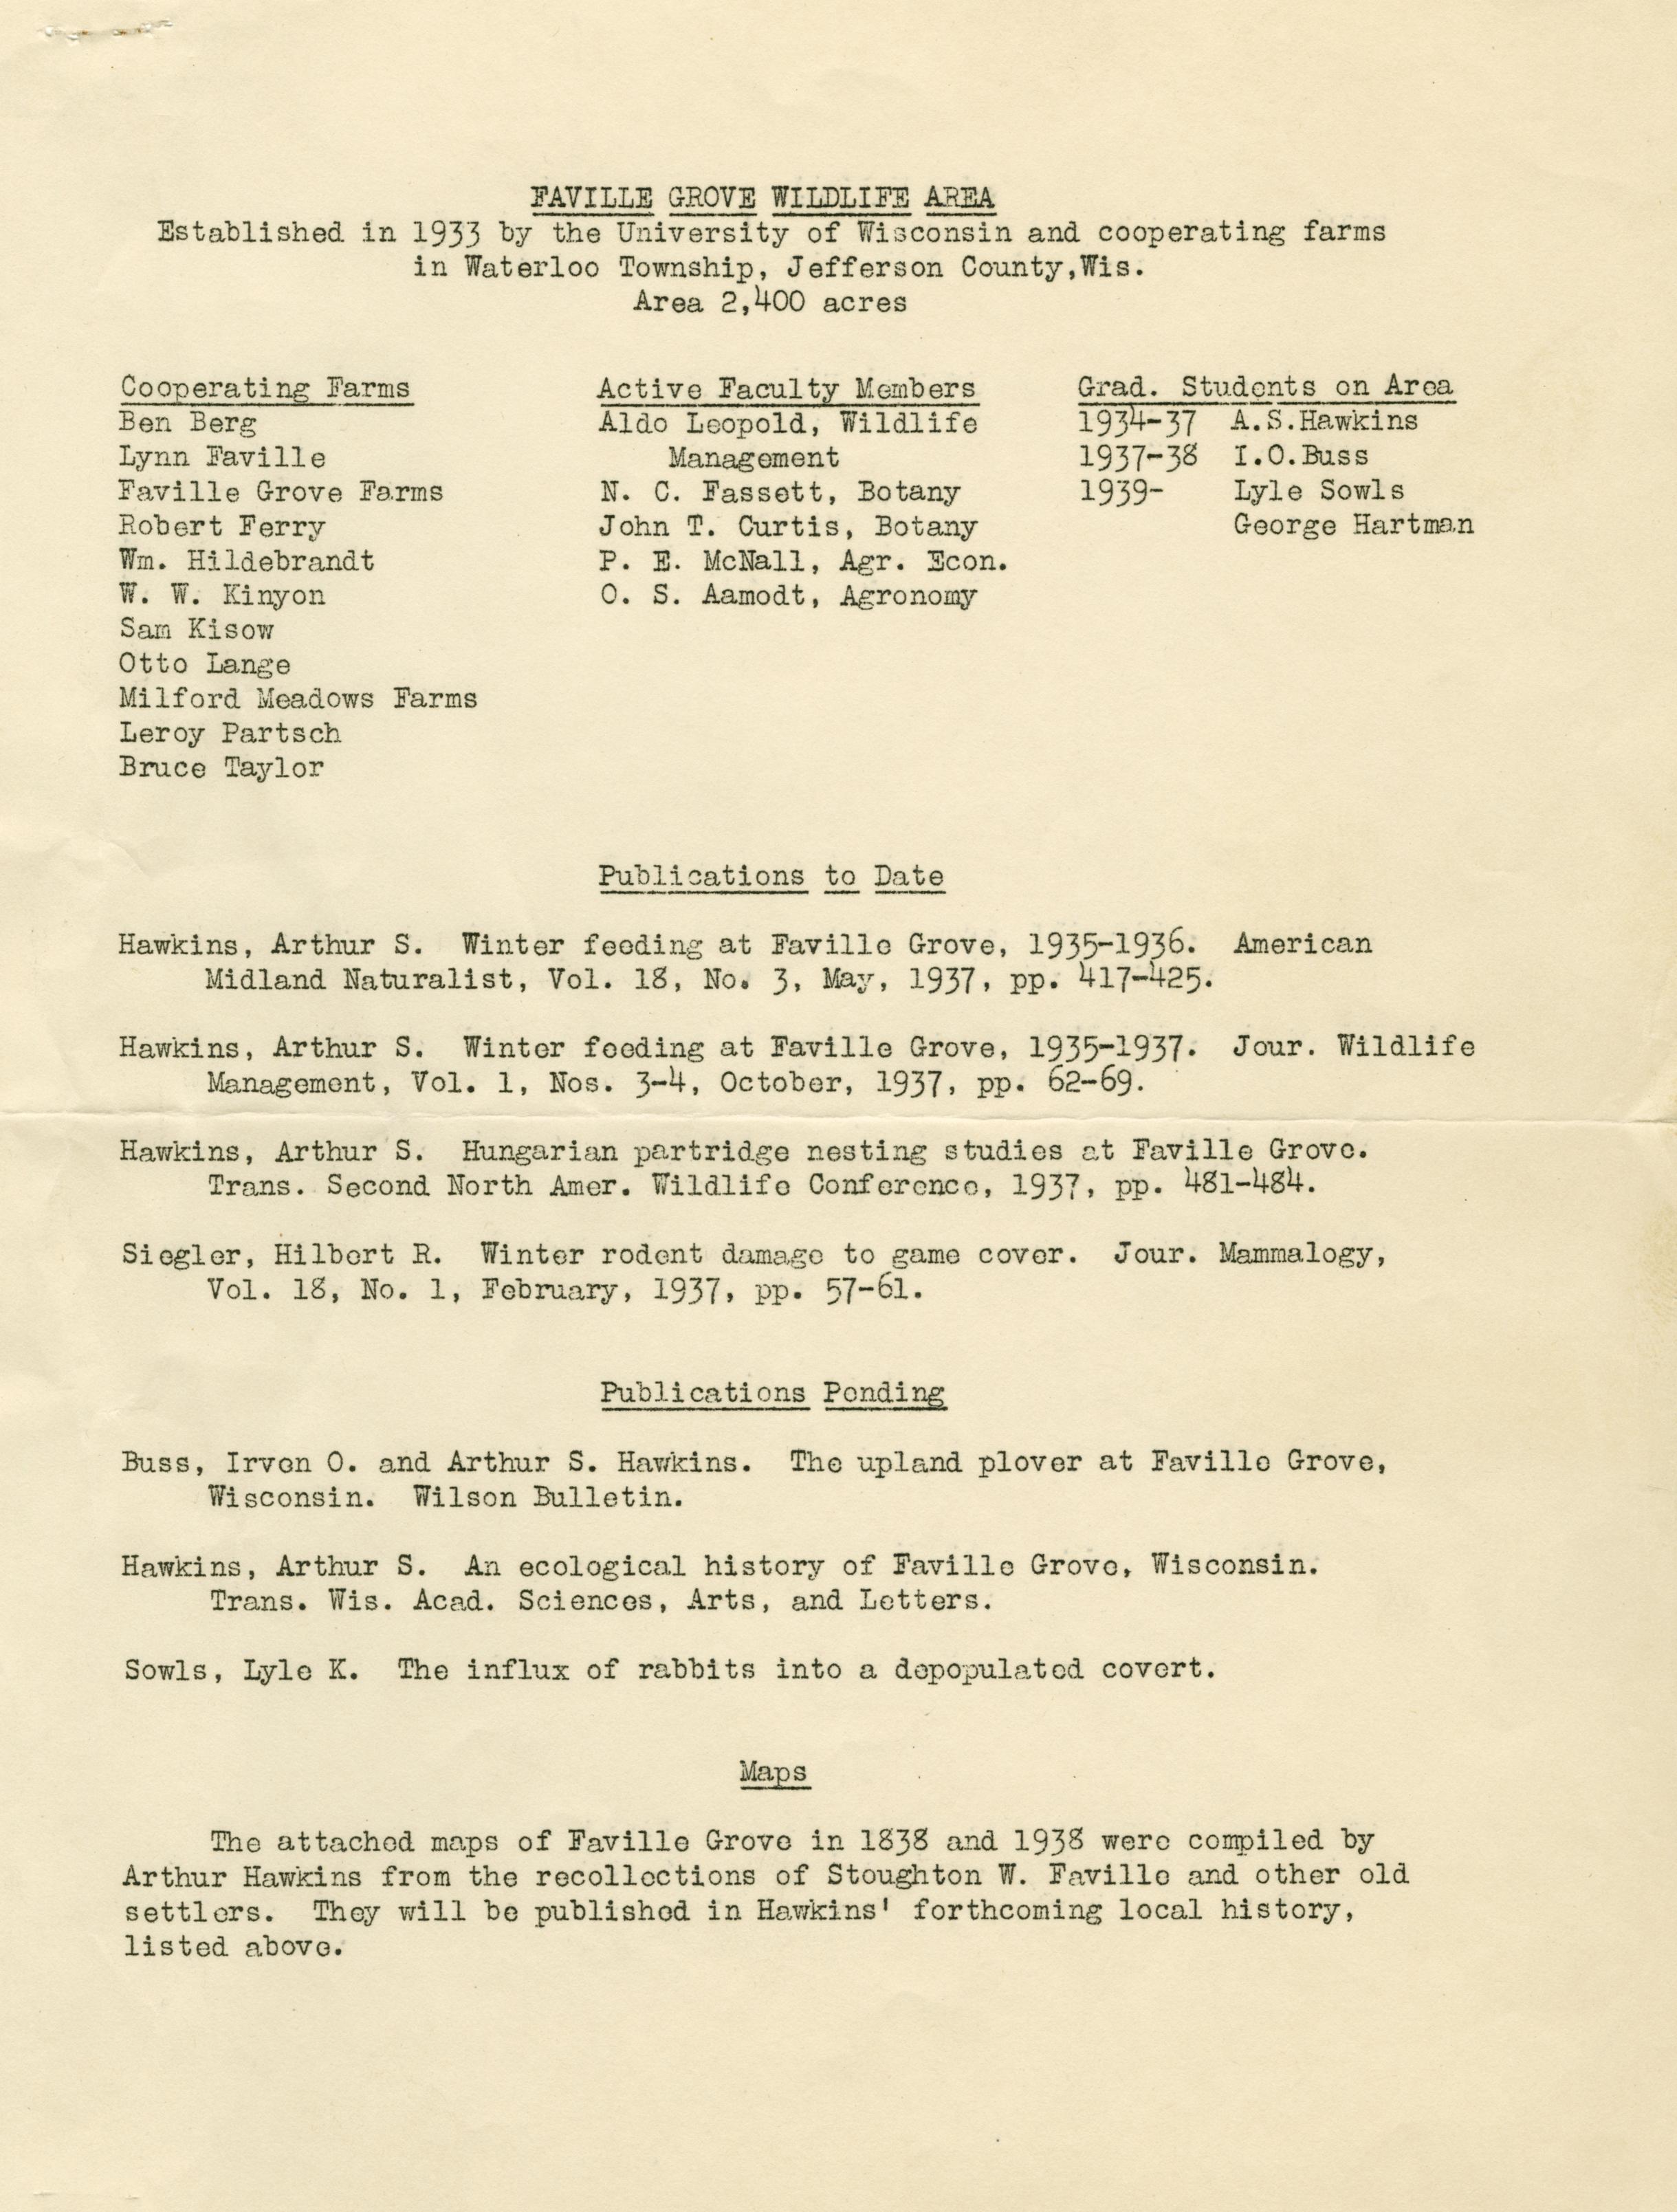 FAVILLE GROVE WILDLIFE AREA
Established in 1933 by the University of Wisconsin and cooperating farms
in Waterloo Township, Jefferson County,Wis.
Area 2,400 acres
Cooperating Farms
Ben Berg
Lynn Faville
Faville Grove Farms
Robert Ferry
Wm. Hildebrandt
W. W. Kinyon
Sam Kisow
Otto Lange
Milford Meadows Farms
Leroy Partsch
Bruce Taylor
Active Faculty Members
Aldo Leopold, Wildlife
Management
N. C. Fassett, Botany
John T. Curtis, Botany
P. E. McNall, Agr. Econ.
O. S. Aamodt, Agronomy
Grad. Students on Area
1934-37 A.S.Hawkins
1937-38 I.O.Buss
1939- Lyle Sowls
George Hartman
Publications to Date
Hawkins, Arthur S. Winter feeding at Faville Grove, 1935-1936. American
Midland Naturalist, Vol. 18, No. 3, May, 1937, pp. 417-425.
Hawkins, Arthur S. Winter feeding at Faville Grove, 1935-1937. Jour. Wildlife
Management, Vol. 1, Nos. 3-4, October, 1937, pp. 62-69.
Hawkins, Arthur S. Hungarian partridge nesting studies at Faville Grove.
Trans. Second North Amer. Wildlife Conference, 1937, pp. 481-484.
Siegler, Hilbert R. Winter rodent damage to game cover. Jour. Mammalogy,
Vol. 18, No. 1, February, 1937, pp. 57-61.
Publications Pending
Buss, Irven O. and Arthur S. Hawkins. The upland plover at Faville Grove,
Wisconsin. Wilson Bulletin.
Hawkins, Arthur S. An ecological history of Faville Grove, Wisconsin.
Trans. Wis. Acad. Sciences, Arts, and Letters.
Sowls, Lyle K. The influx of rabbits into a depopulated covert.
Maps
The attached maps of Faville Grove in 1838 and 1938 were compiled by
Arthur Hawkins from the recollections of Stoughton W. Faville and other old
settlers. They will be published in Hawkins' forthcoming local history,
listed above.